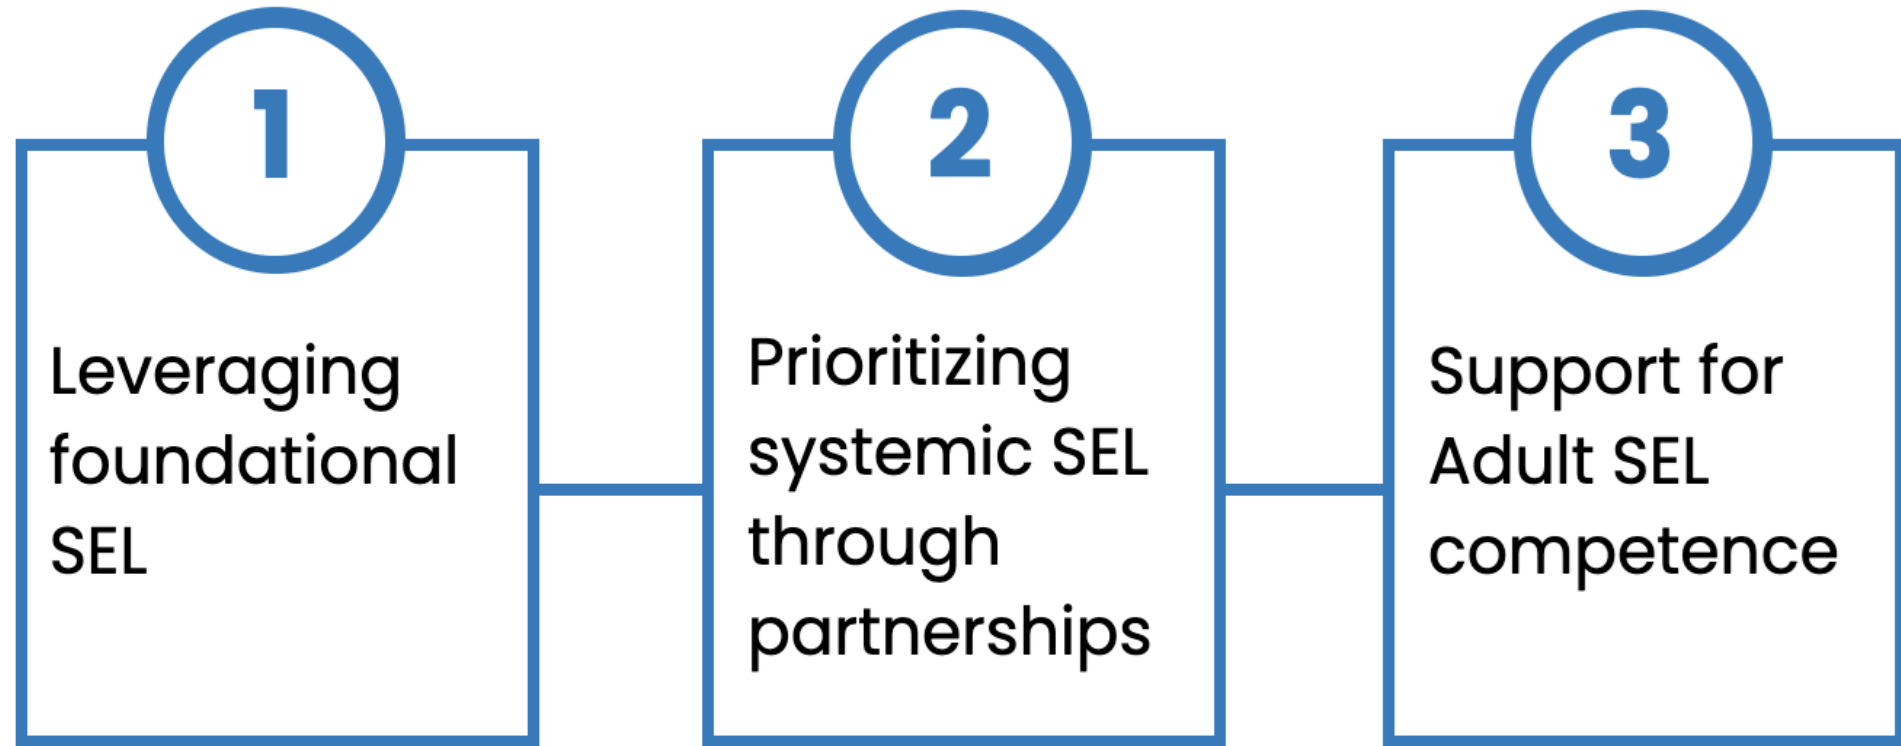 1
Leveraging
foundational
SEL
2
Prioritizing
systemic SEL
through
partnerships
3
Support for
Adult SEL
competence